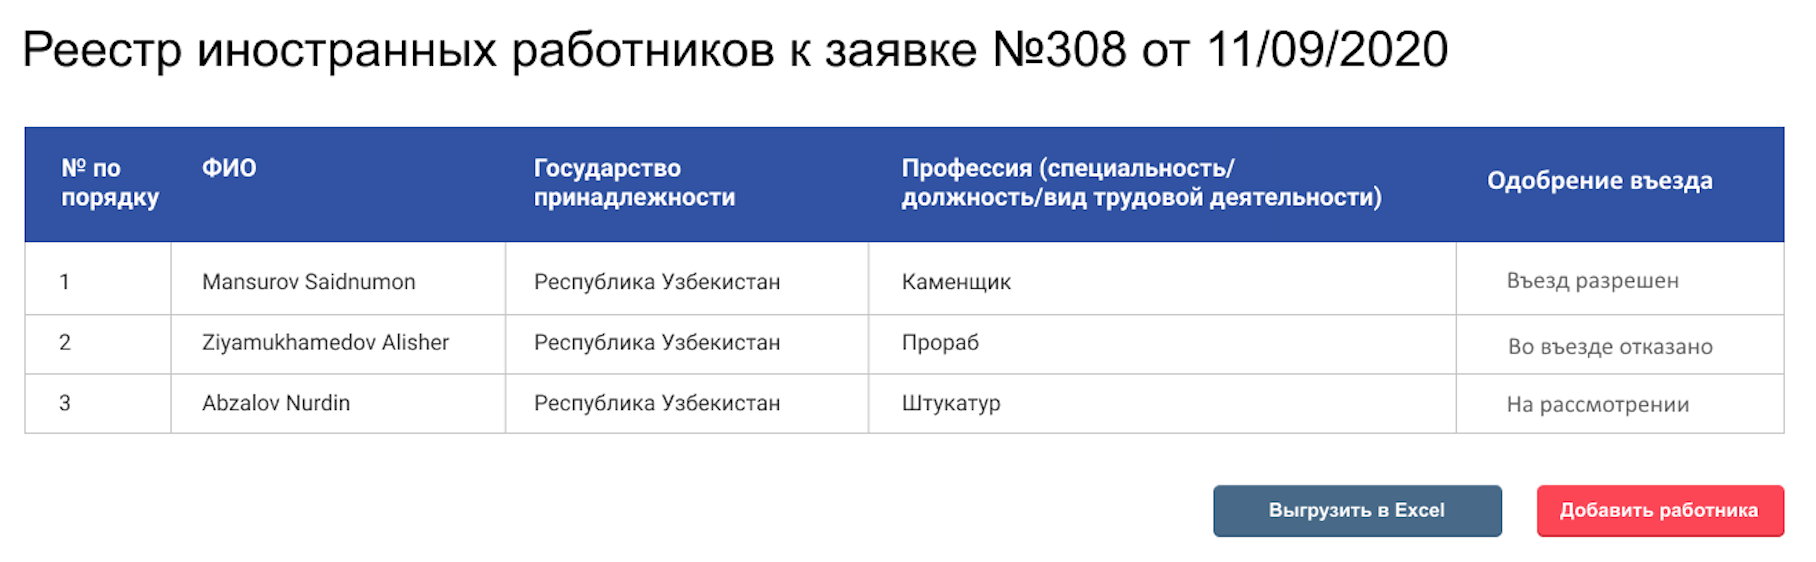 Реестр иностранных работников к заявке №308 от 11/09/2020
№ по порядку ФИО Государство принадлежности Профессия (специальность/должность/вид трудовой деятельности) Одобрение въезда
1 Mansurov Saidnumon Республика Узбекистан Каменщик Въезд разрешен
2 Ziyamukhamedov Alisher Республика Узбекистан Прораб Во въезде отказано
3 Abzalov Nurdin Республика Узбекистан Штукатур На рассмотрении
Выгрузить в Excel Добавить работника